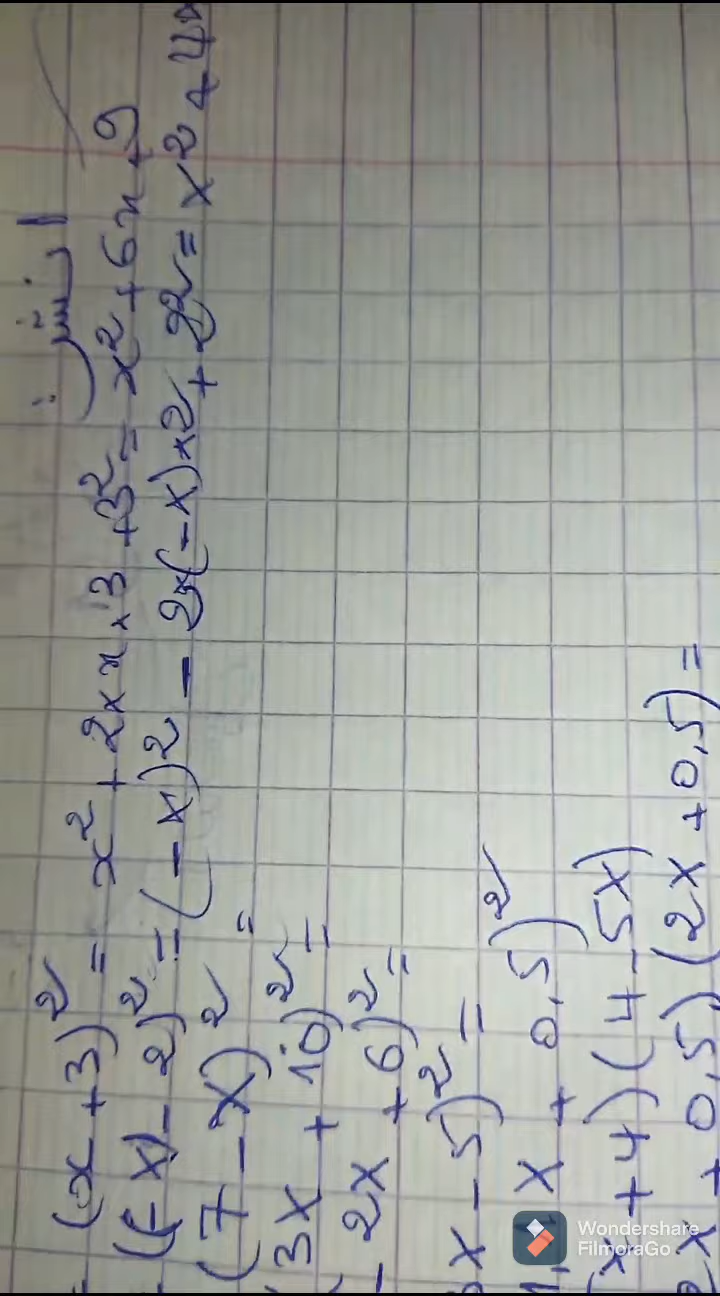 = (x + 3)² = x² + 2 × x × 3 + 3² = x² + 6x + 9
= (-x) - 2)² = (-x)² - 2×(-x)×2 + 2² = x² + 4x
(7 - x)² =
(3x + 10)² =
- 2x + 6)² =
x - 5)² =
1, x + 0,5)²
(x + 4)(4 - 5x)
2x + 0,5)(2x + 0,5) =
Wondershare
FilmoraGo